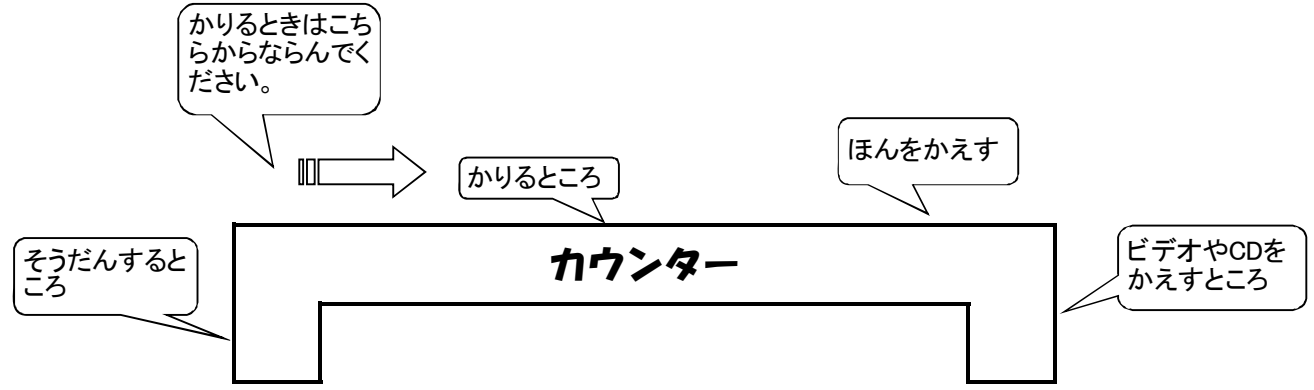 かりるときはこち
らからならんでく
ださい。
ほんをかえす
かりるところ
そうだんすると
ころ
カウンター
ビデオやCDを
かえすところ